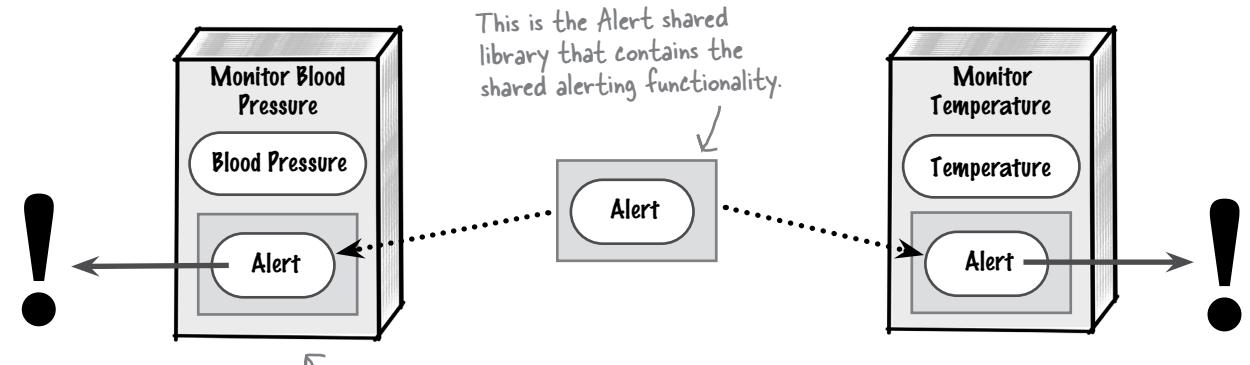 This is the Alert shared
library that contains the
shared alerting functionality.
Monitor Blood
Pressure
Blood Pressure
Alert
Alert
Monitor
Temperature
Temperature
Alert